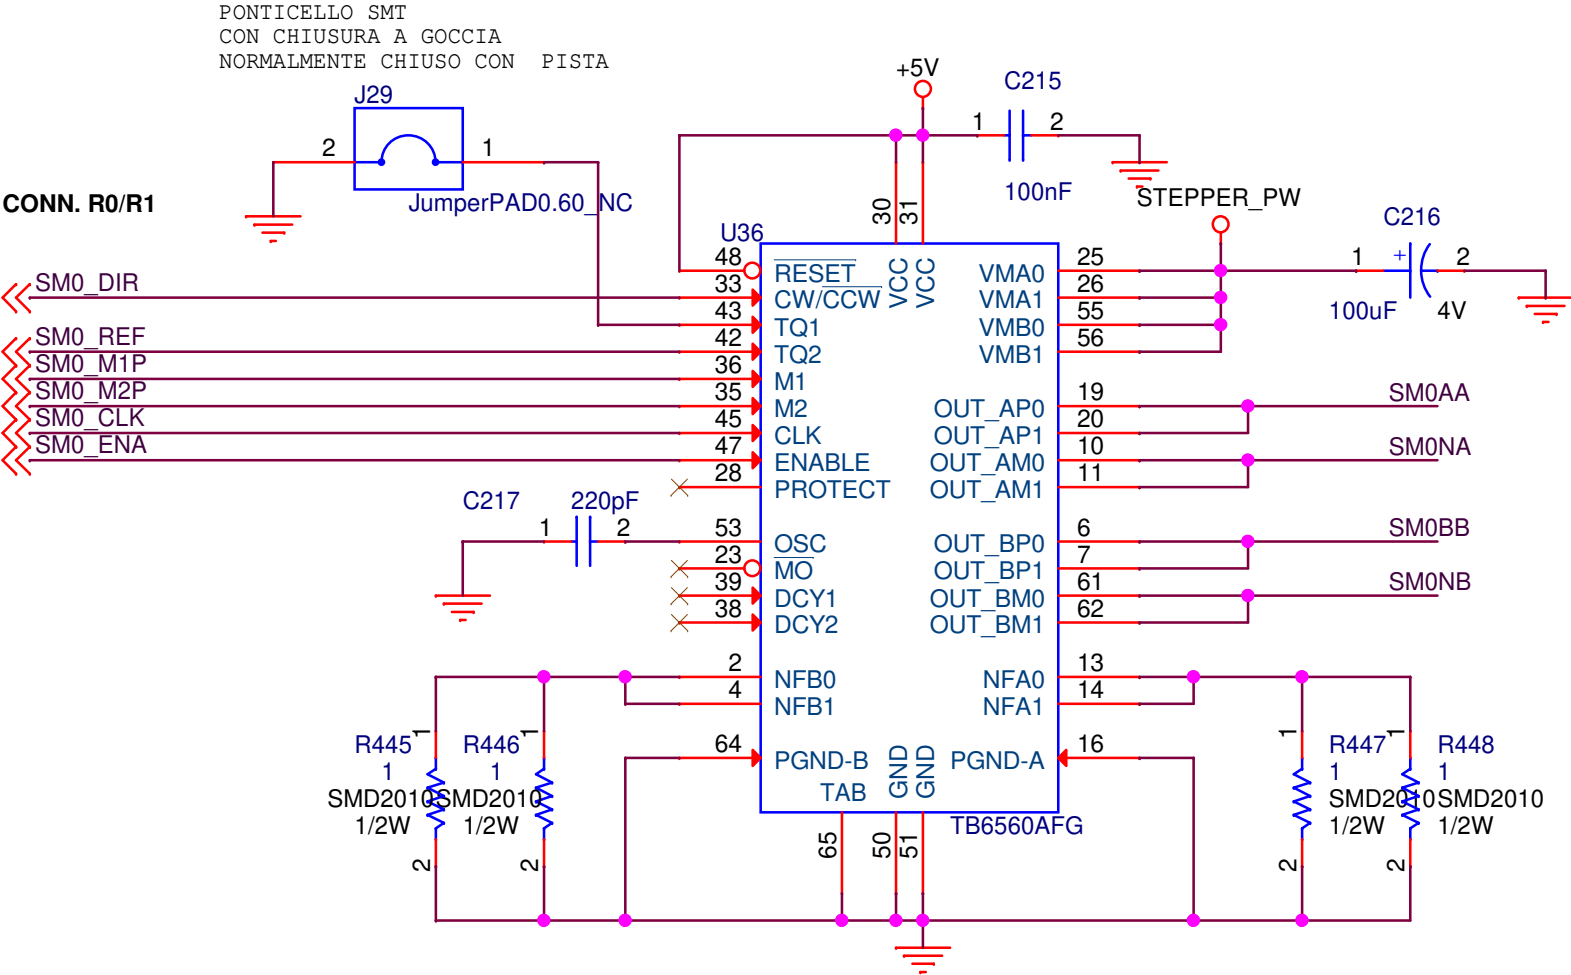 PONTICELLO SMT
CON CHIUSURA A GOCCIA
NORMALMENTE CHIUSO CON PISTA
J29
2
1
JumperPAD0.60_NC
CONN. R0/R1
+5V
C215
1
2
100nF
STEPPER_PW
C216
1
+
2
100uF
4V
U36
30
31
VCC
VCC
48
RESET
33
CW/CCW
43
TQ1
42
TQ2
36
M1
35
M2
45
CLK
47
ENABLE
28
PROTECT
53
OSC
23
MO
39
DCY1
38
DCY2
2
NFB0
4
NFB1
64
PGND-B
TAB
GND
GND
65
50
51
VMA0
25
VMA1
26
VMB0
55
VMB1
56
OUT_AP0
19
OUT_AP1
20
OUT_AM0
10
OUT_AM1
11
OUT_BP0
6
OUT_BP1
7
OUT_BM0
61
OUT_BM1
62
NFA0
13
NFA1
14
PGND-A
16
TB6560AFG
SM0_DIR
SM0_REF
SM0_M1P
SM0_M2P
SM0_CLK
SM0_ENA
C217
220pF
1
2
SM0AA
SM0NA
SM0BB
SM0NB
R445
1
SMD2010
1/2W
1
2
R446
1
SMD2010
1/2W
1
2
R447
1
SMD2010
1/2W
1
2
R448
1
SMD2010
1/2W
1
2